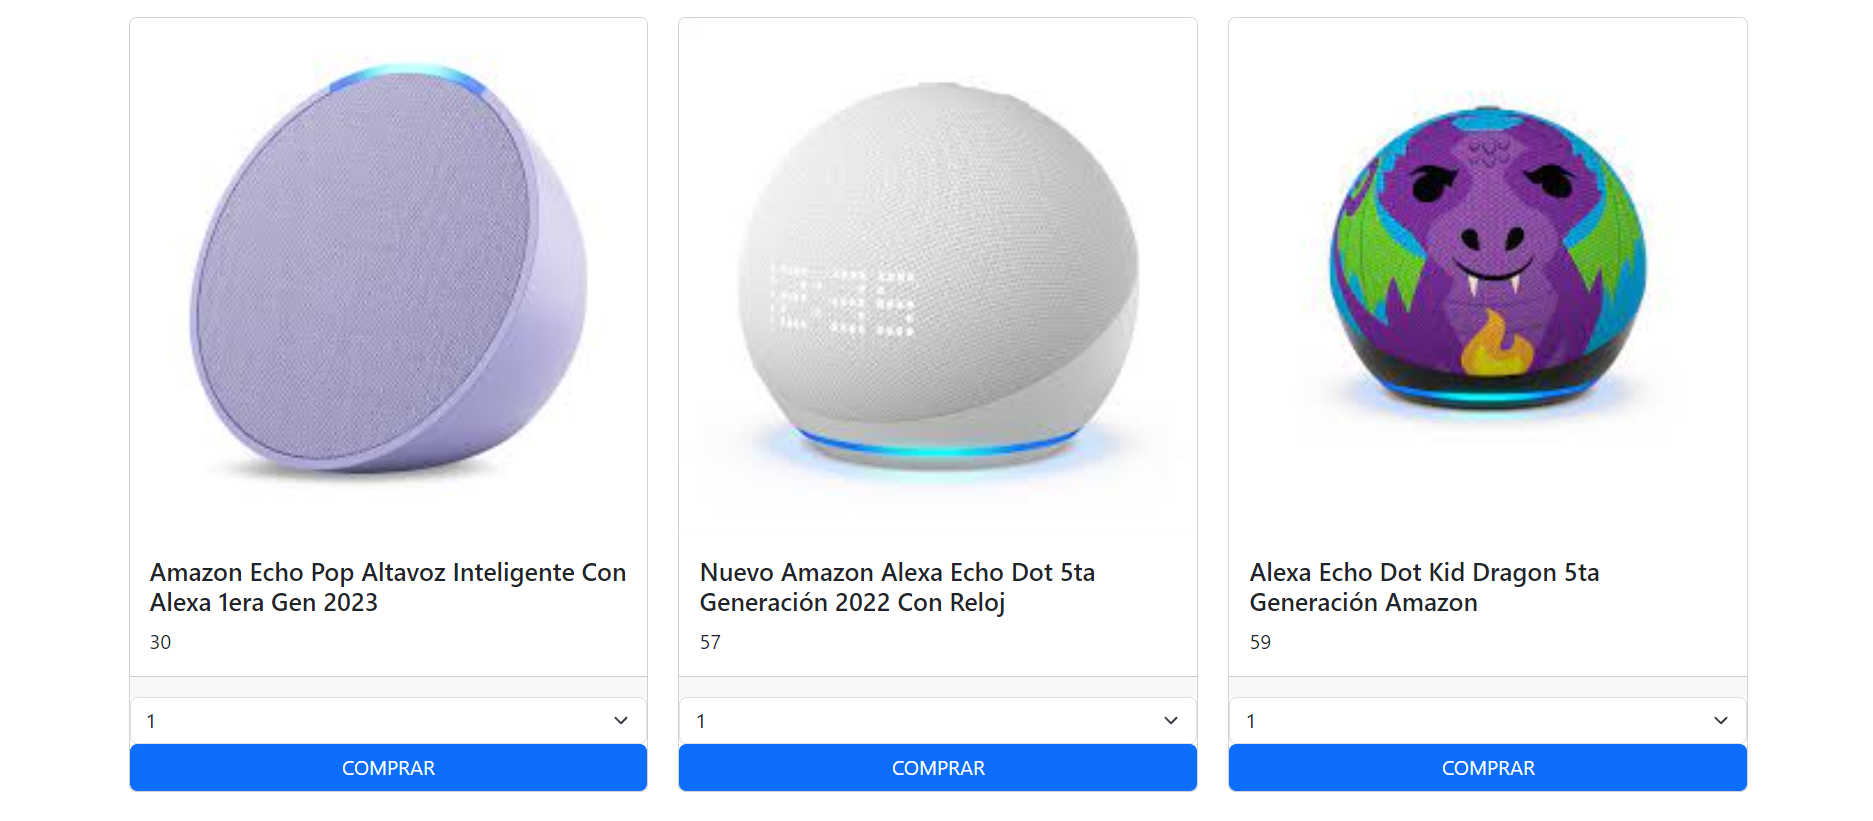 Amazon Echo Pop Altavoz Inteligente Con
Alexa 1era Gen 2023
30
1
COMPRAR
Nuevo Amazon Alexa Echo Dot 5ta
Generación 2022 Con Reloj
57
1
COMPRAR
Alexa Echo Dot Kid Dragon 5ta
Generación Amazon
59
1
COMPRAR